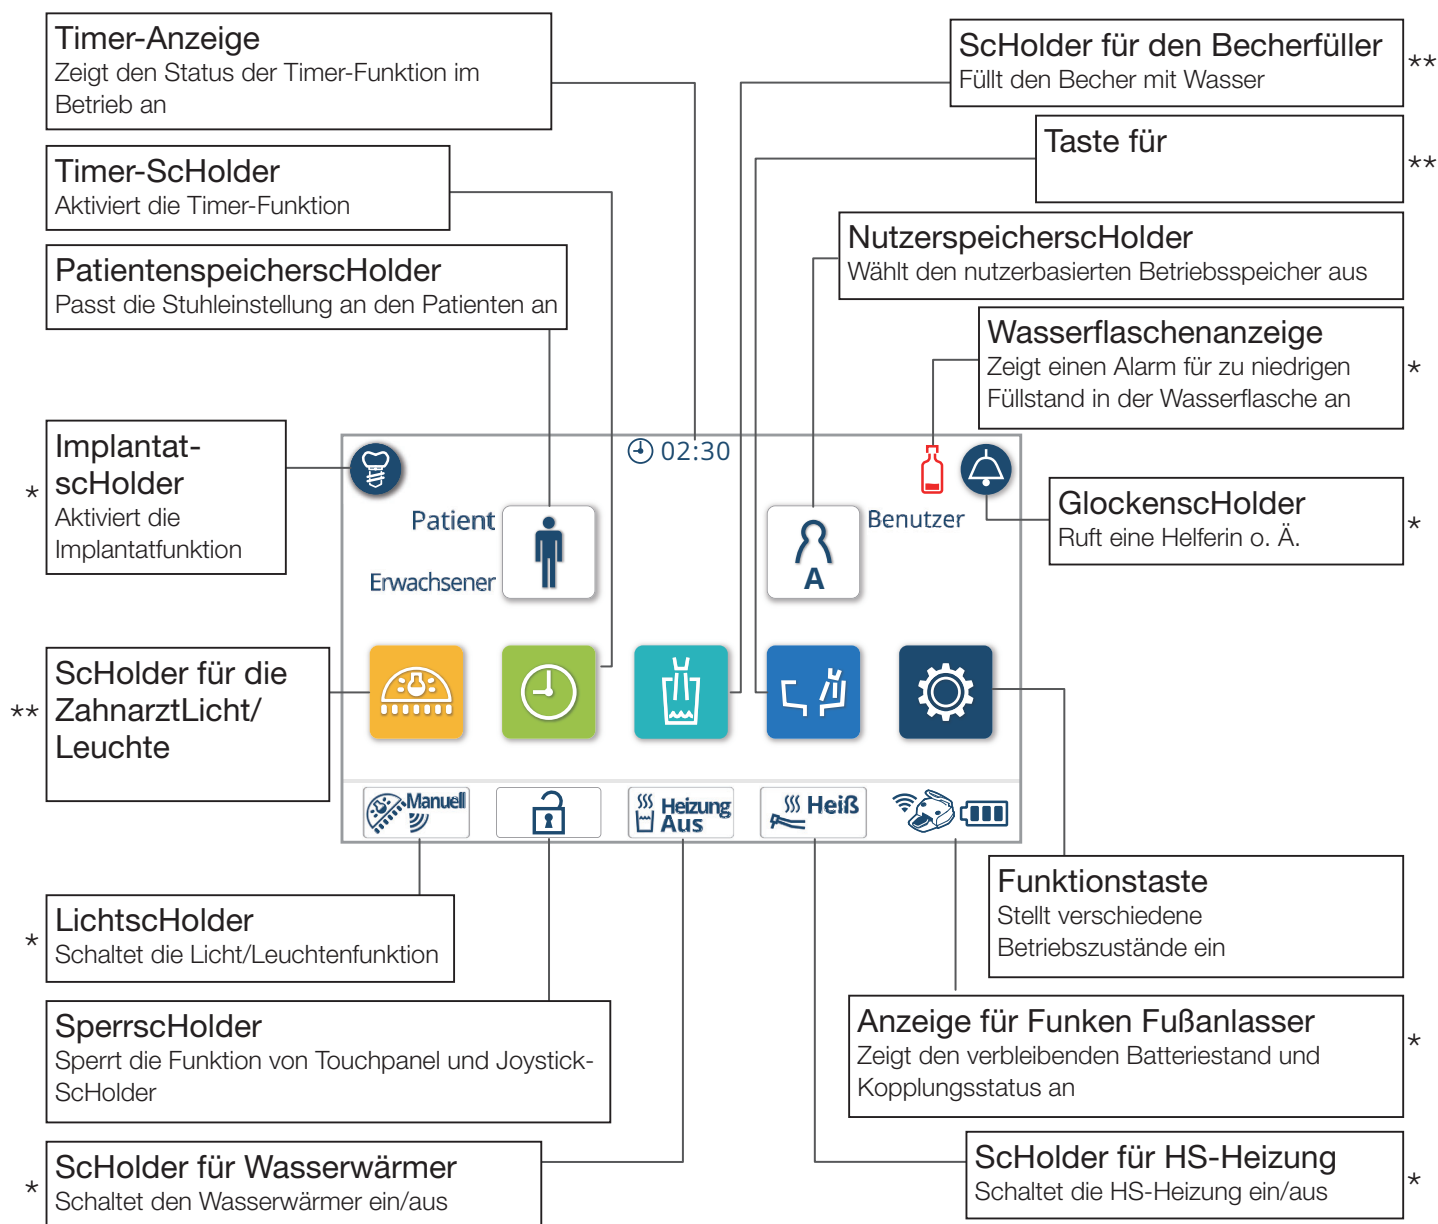 Timer-Anzeige
Zeigt den Status der Timer-Funktion im
Betrieb an
ScHolder für den Becherfüller
Füllt den Becher mit Wasser
**
Timer-ScHolder
Aktiviert die Timer-Funktion
Taste für
**
PatientenspeicherscHolder
Passt die Stuhleinstellung an den Patienten an
NutzerspeicherscHolder
Wählt den nutzerbasierten Betriebsspeicher aus
Wasserflaschenanzeige
Zeigt einen Alarm für zu niedrigen
Füllstand in der Wasserflasche an
*
*
Implantat-
scHolder
Aktiviert die
Implantatfunktion
02:30
GlockenscHolder
Ruft eine Helferin o. Ä.
*
Patient
Erwachsener
A
Benutzer
**
ScHolder für die
ZahnarztLicht/
Leuchte
Manuell
Heizung
Aus
Heiß
*
LichtscHolder
Schaltet die Licht/Leuchtenfunktion
Funktionstaste
Stellt verschiedene
Betriebszustände ein
SperrscHolder
Sperrt die Funktion von Touchpanel und Joystick-
ScHolder
Anzeige für Funken Fußanlasser
Zeigt den verbleibenden Batteriestand und
Kopplungsstatus an
*
*
ScHolder für Wasserwärmer
Schaltet den Wasserwärmer ein/aus
ScHolder für HS-Heizung
Schaltet die HS-Heizung ein/aus
*